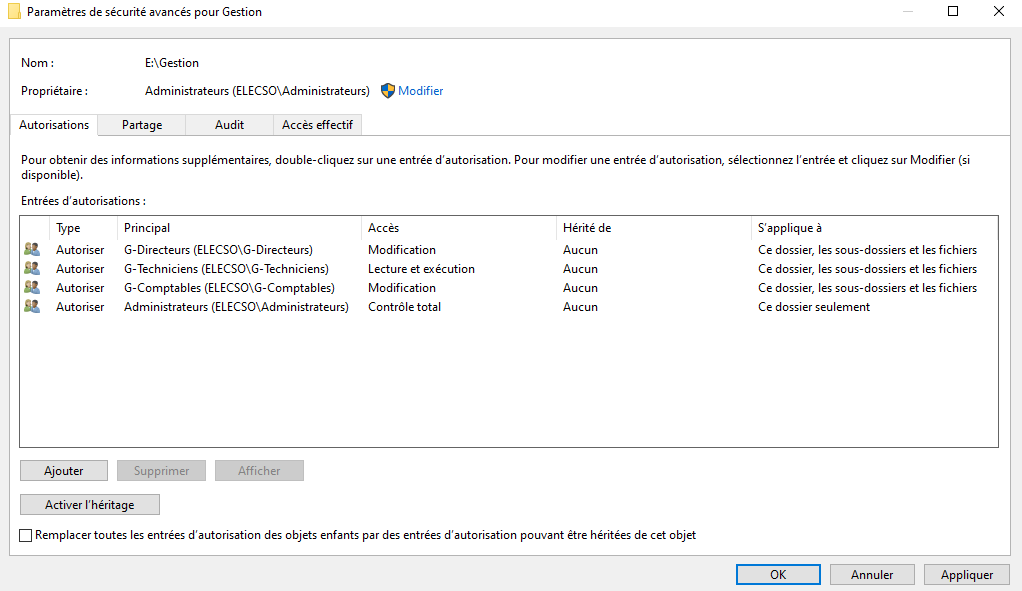 Paramètres de sécurité avancés pour Gestion
Nom : E:\Gestion
Propriétaire : Administrateurs (ELECSO\Administrateurs) Modifier
Autorisations Partage Audit Accès effectif
Pour obtenir des informations supplémentaires, double-cliquez sur une entrée d'autorisation. Pour modifier une entrée d'autorisation, sélectionnez l'entrée et cliquez sur Modifier (si
disponible).
Entrées d'autorisations :
Type Principal Accès Hérité de S'applique à
Autoriser G-Directeurs (ELECSO\G-Directeurs) Modification Aucun Ce dossier, les sous-dossiers et les fichiers
Autoriser G-Techniciens (ELECSO\G-Techniciens) Lecture et exécution Aucun Ce dossier, les sous-dossiers et les fichiers
Autoriser G-Comptables (ELECSO\G-Comptables) Modification Aucun Ce dossier, les sous-dossiers et les fichiers
Autoriser Administrateurs (ELECSO\Administrateurs) Contrôle total Aucun Ce dossier seulement
Ajouter Supprimer Afficher
Activer l'héritage
Remplacer toutes les entrées d'autorisation des objets enfants par des entrées d'autorisation pouvant être héritées de cet objet
OK Annuler Appliquer